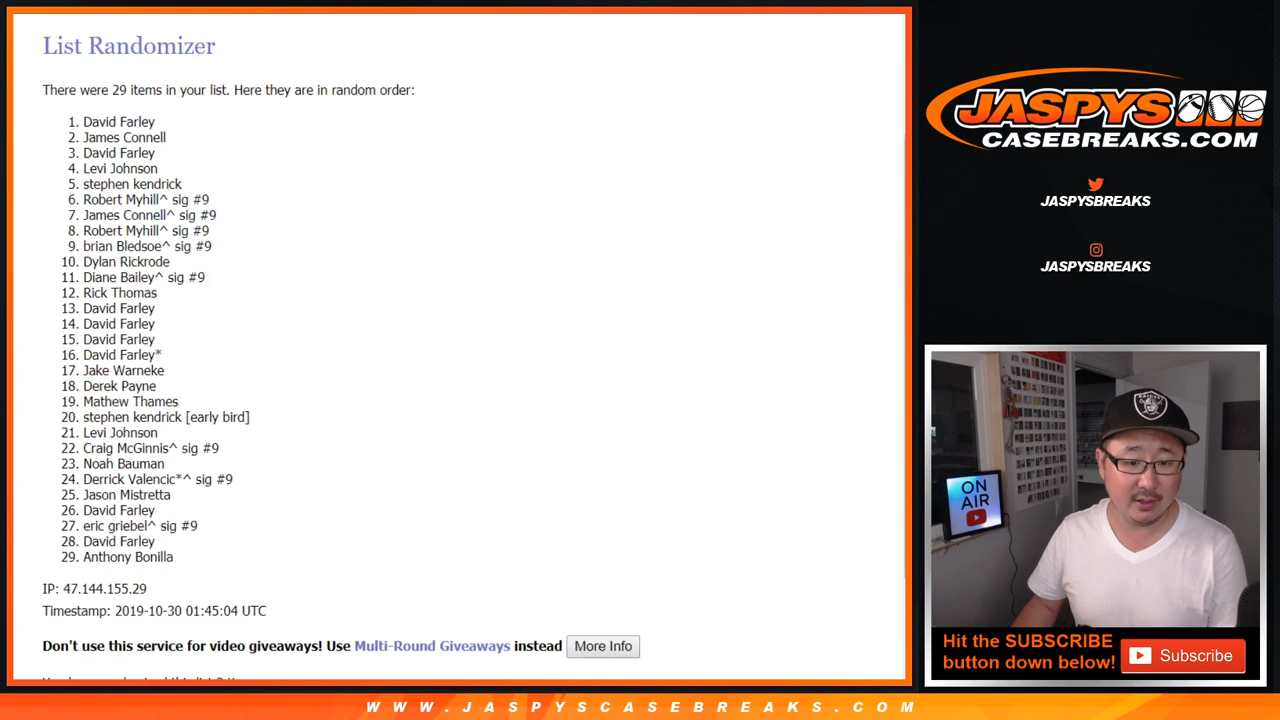 List Randomizer
There were 29 items in your list. Here they are in random order:
1. David Farley
2. James Connell
3. David Farley
4. Levi Johnson
5. stephen kendrick
6. Robert Myhill^ sig #9
7. James Connell^ sig #9
8. Robert Myhill^ sig #9
9. brian Bledsoe^ sig #9
10. Dylan Rickrode
11. Diane Bailey^ sig #9
12. Rick Thomas
13. David Farley
14. David Farley
15. David Farley
16. David Farley*
17. Jake Warneke
18. Derek Payne
19. Mathew Thames
20. stephen kendrick [early bird]
21. Levi Johnson
22. Craig McGinnis^ sig #9
23. Noah Bauman
24. Derrick Valencic*^ sig #9
25. Jason Mistretta
26. David Farley
27. eric griebel^ sig #9
28. David Farley
29. Anthony Bonilla
IP: 47.144.155.29
Timestamp: 2019-10-30 01:45:04 UTC
Don't use this service for video giveaways! Use Multi-Round Giveaways instead More Info
JASPYS
CASEBREAKS.COM
JASPYSBREAKS
JASPYSBREAKS
ON
AIR
Hit the SUBSCRIBE
button down below!
Subscribe
WWW.JASPYSCASEBREAKS.COM